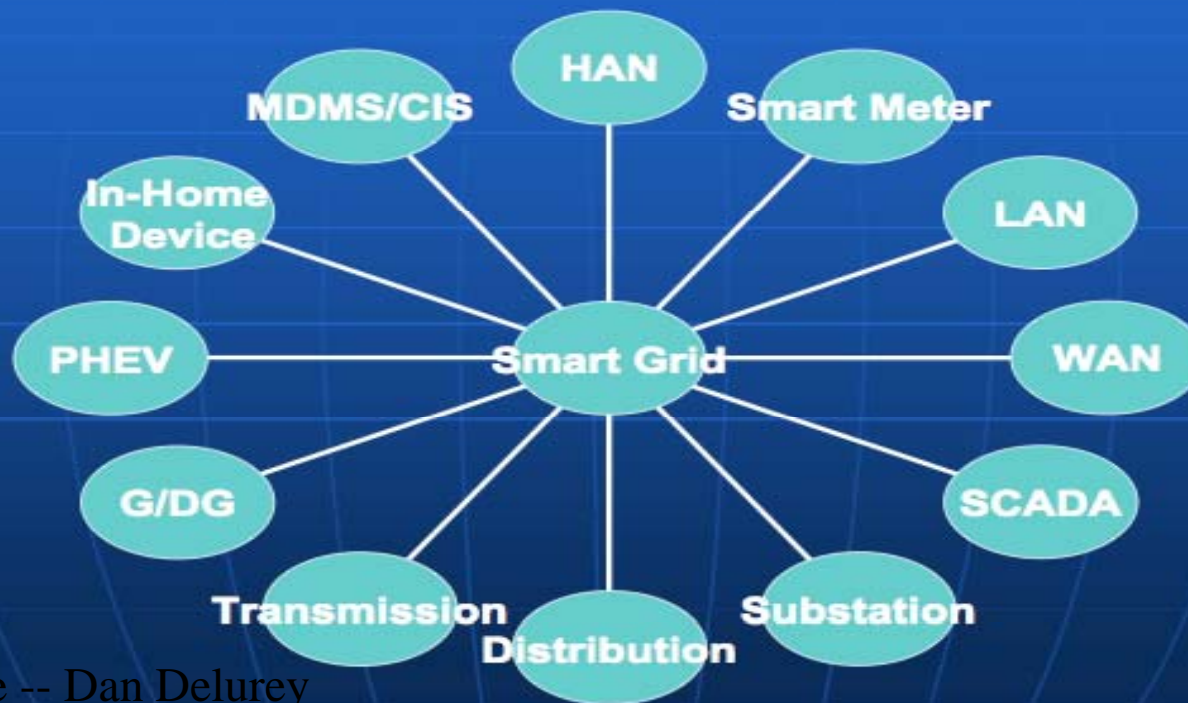 HAN
MDMS/CIS
Smart Meter
In-Home
Device
LAN
PHEV
Smart Grid
WAN
G/DG
SCADA
Transmission
Substation
Distribution
-- Dan Delurey